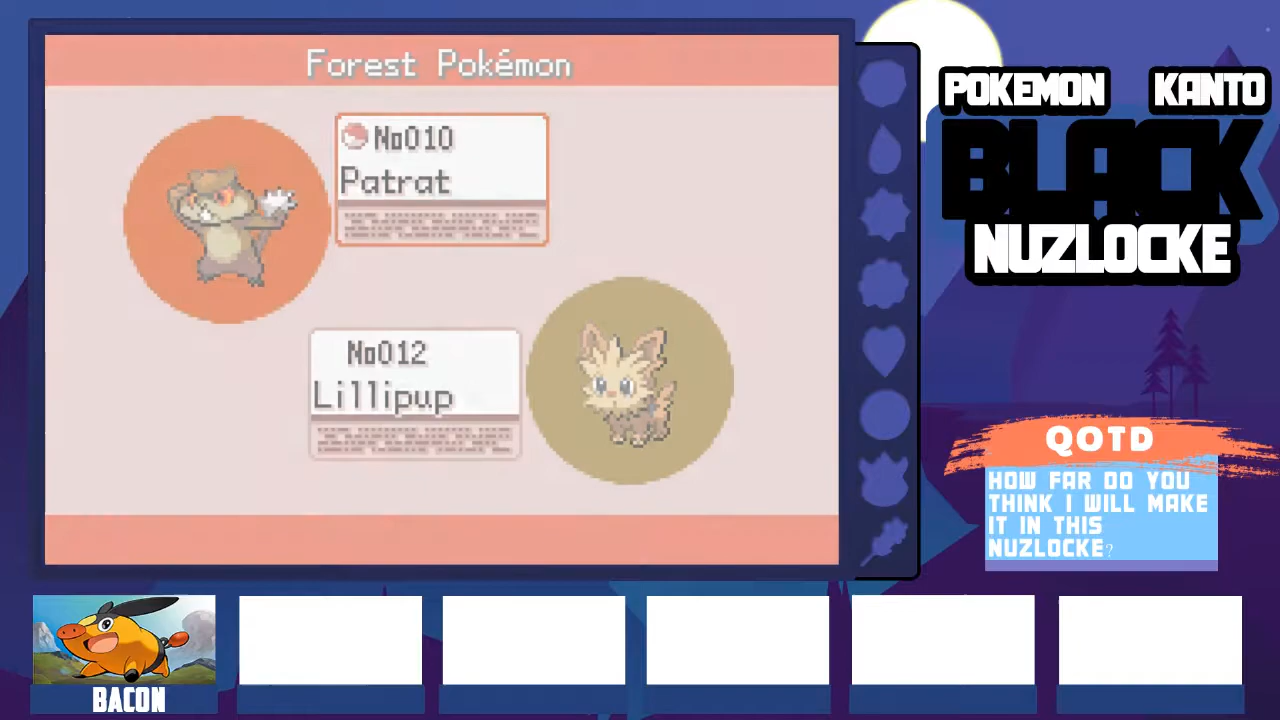 Forest Pokémon
No010
Patrat
No012
Lillipup
POKEMON KANTO
BLACK
NUZLOCKE
QOTD
HOW FAR DO YOU
THINK I WILL MAKE
IT IN THIS
NUZLOCKE?
BACON